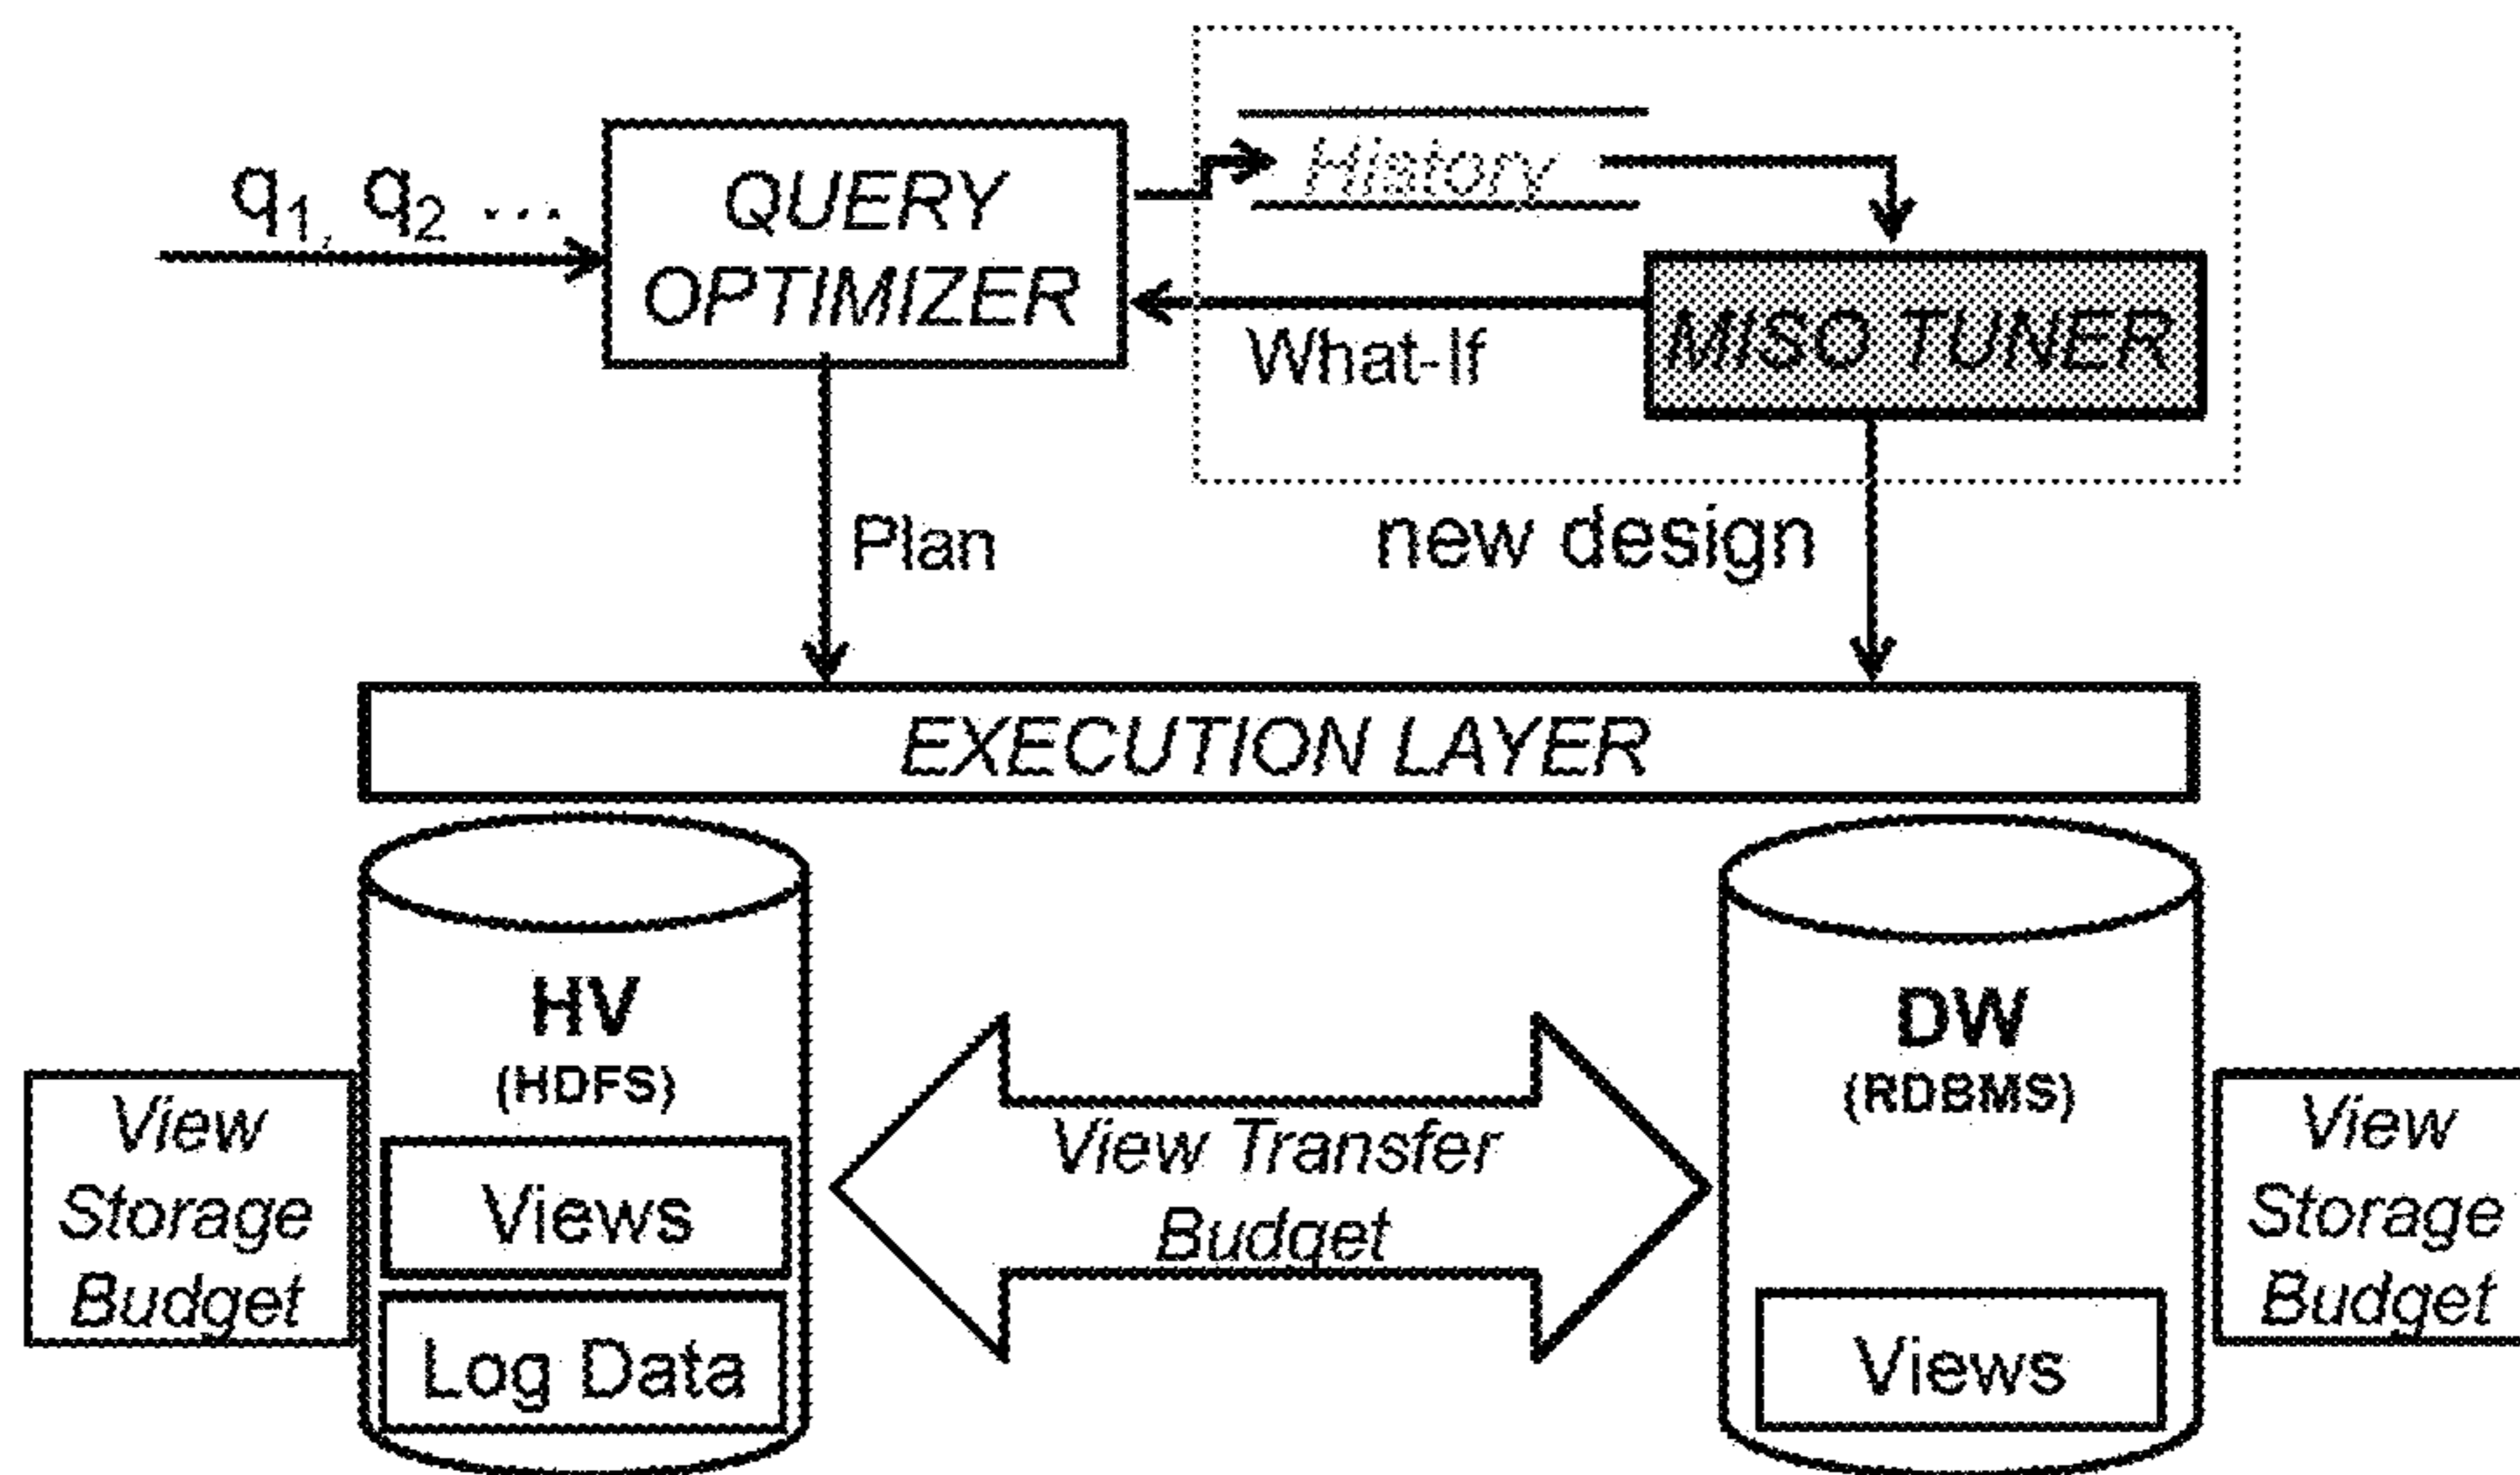 q1, q2 ...
QUERY
OPTIMIZER
History
What-If
MISO TUNER
Plan
new design
EXECUTION LAYER
HV
(HDFS)
Views
Log Data
View
Storage
Budget
View Transfer
Budget
DW
(RDBMS)
Views
View
Storage
Budget